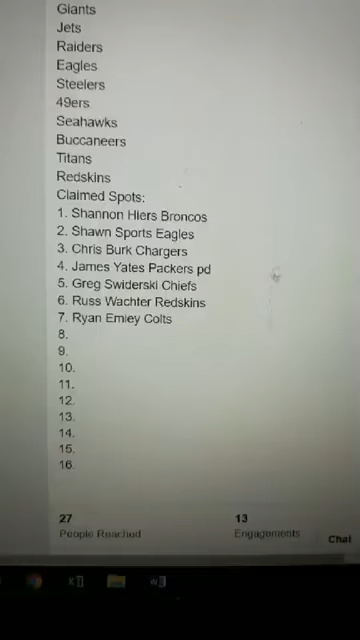 Giants
Jets
Raiders
Eagles
Steelers
49ers
Seahawks
Buccaneers
Titans
Redskins
Claimed Spots:
1. Shannon Hiers Broncos
2. Shawn Sports Eagles
3. Chris Burk Chargers
4. James Yates Packers pd
5. Greg Swiderski Chiefs
6. Russ Wachter Redskins
7. Ryan Emley Colts
8.
9.
10.
11.
12.
13.
14.
15.
16.
27 13
People Reached Engagements
Chat